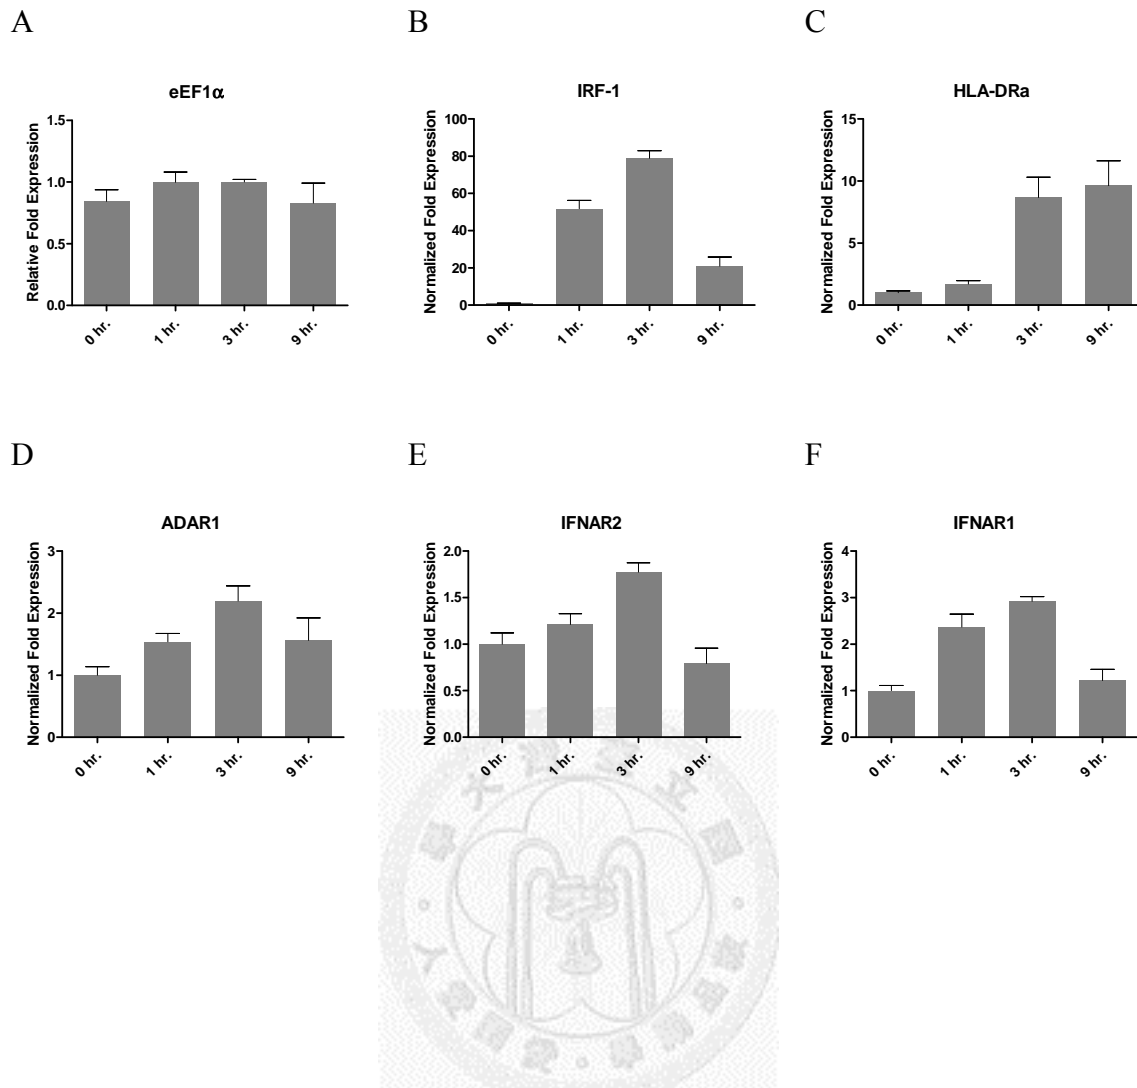 A
B
C
eEF1α
IRF-1
HLA-DRa
Relative Fold Expression
1.5
1.0
0.5
0.0
0 hr.
1 hr.
3 hr.
9 hr.
Normalized Fold Expression
100
80
60
40
20
0
0 hr.
1 hr.
3 hr.
9 hr.
Normalized Fold Expression
15
10
5
0
0 hr.
1 hr.
3 hr.
9 hr.
D
E
F
ADAR1
IFNAR2
IFNAR1
Normalized Fold Expression
3
2
1
0
0 hr.
1 hr.
3 hr.
9 hr.
Normalized Fold Expression
2.0
1.5
1.0
0.5
0.0
0 hr.
1 hr.
3 hr.
9 hr.
Normalized Fold Expression
4
3
2
1
0
0 hr.
1 hr.
3 hr.
9 hr.